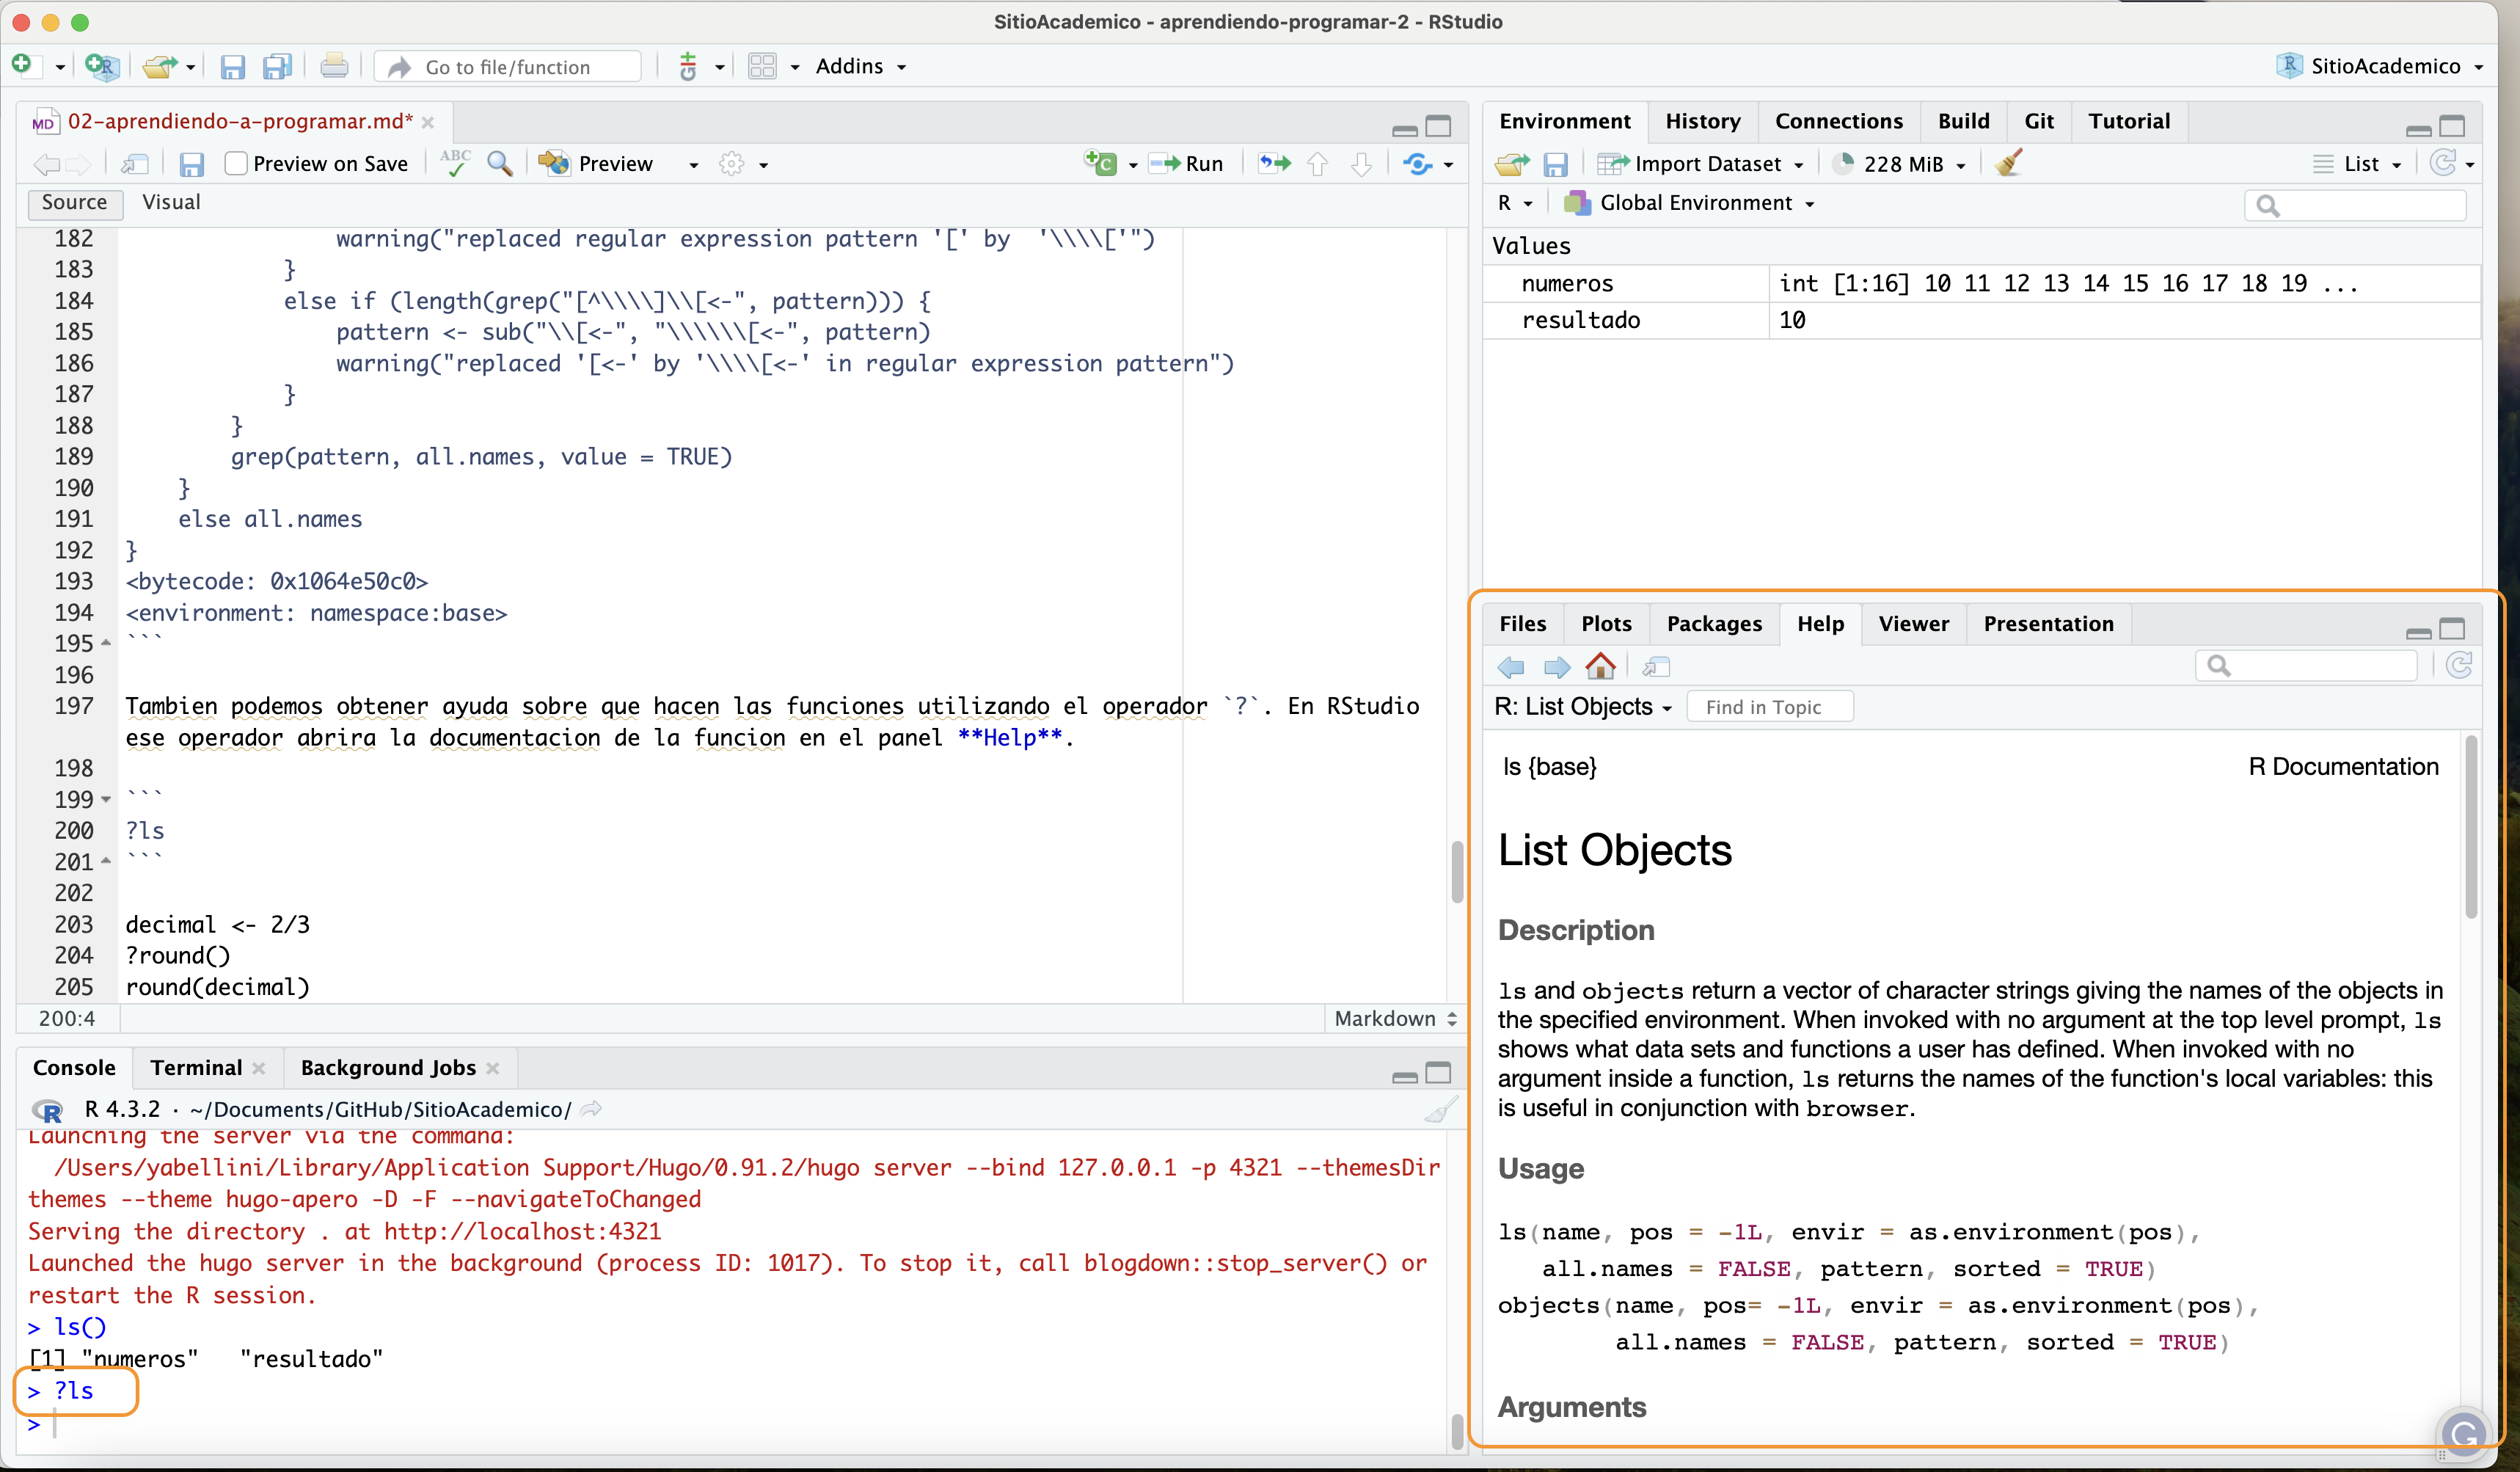 SitioAcademico - aprendiendo-programar-2 - RStudio
Go to file/function
Addins
SitioAcademico
02-aprendiendo-a-programar.md*
Preview on Save
ABC
Preview
Run
Source
Visual
182 warning("replaced regular expression pattern '[' by  '\\\\['")
183 }
184 else if (length(grep("[^\\\\]\\[<-", pattern))) {
185 pattern <- sub("\\[<-", "\\\\\\[<-", pattern)
186 warning("replaced '[<-' by '\\\\[<-' in regular expression pattern")
187 }
188 }
189 grep(pattern, all.names, value = TRUE)
190 }
191 else all.names
192 }
193 <bytecode: 0x1064e50c0>
194 <environment: namespace:base>
195 ```
196
197 Tambien podemos obtener ayuda sobre que hacen las funciones utilizando el operador `?`. En RStudio
ese operador abrira la documentacion de la funcion en el panel **Help**.
198
199 ```
200 ?ls
201 ```
202
203 decimal <- 2/3
204 ?round()
205 round(decimal)
200:4
Markdown
Console
Terminal
Background Jobs
R 4.3.2 · ~/Documents/GitHub/SitioAcademico/
Launching the server via the command:
/Users/yabellini/Library/Application Support/Hugo/0.91.2/hugo server --bind 127.0.0.1 -p 4321 --themesDir
themes --theme hugo-apero -D -F --navigateToChanged
Serving the directory . at http://localhost:4321
Launched the hugo server in the background (process ID: 1017). To stop it, call blogdown::stop_server() or
restart the R session.
> ls()
[1] "numeros"   "resultado"
> ?ls
>
Environment
History
Connections
Build
Git
Tutorial
Import Dataset
228 MiB
List
R
Global Environment
Values
numeros int [1:16] 10 11 12 13 14 15 16 17 18 19 ...
resultado 10
Files
Plots
Packages
Help
Viewer
Presentation
R: List Objects
Find in Topic
ls {base}
R Documentation
List Objects
Description
ls and objects return a vector of character strings giving the names of the objects in
the specified environment. When invoked with no argument at the top level prompt, ls
shows what data sets and functions a user has defined. When invoked with no
argument inside a function, ls returns the names of the function's local variables: this
is useful in conjunction with browser.
Usage
ls(name, pos = -1L, envir = as.environment(pos),
all.names = FALSE, pattern, sorted = TRUE)
objects(name, pos= -1L, envir = as.environment(pos),
all.names = FALSE, pattern, sorted = TRUE)
Arguments